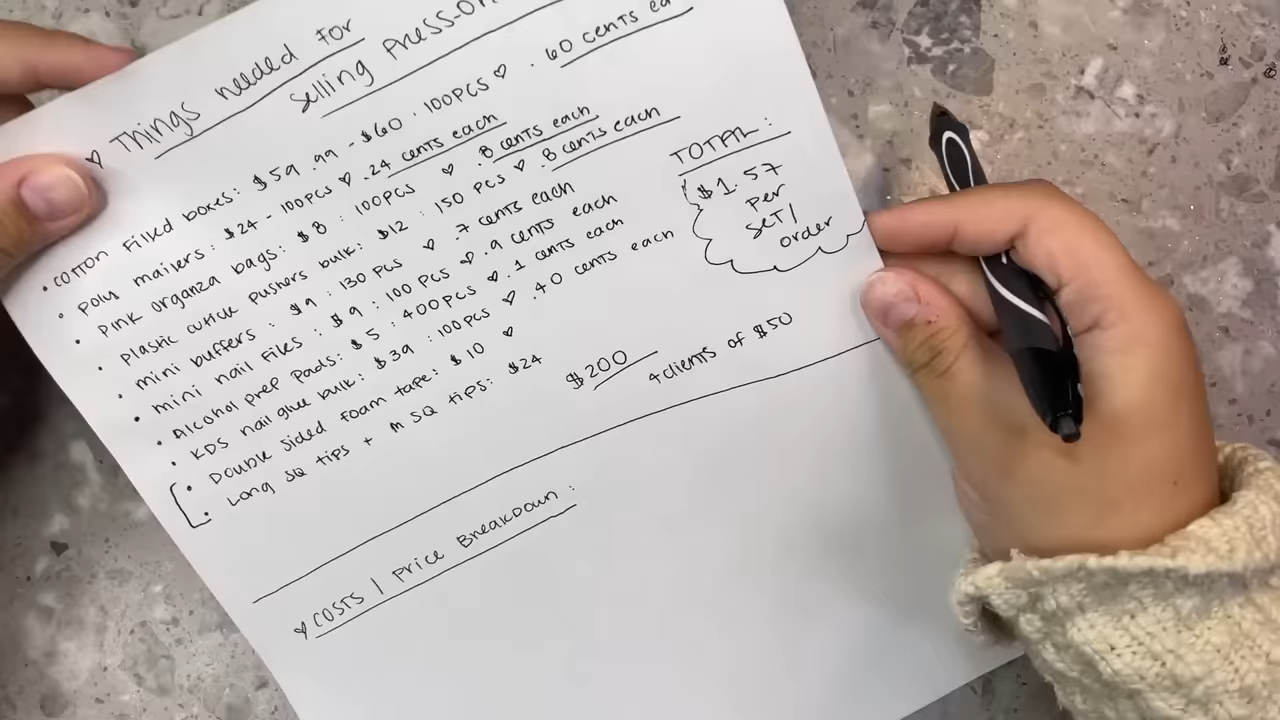 ♡ Things needed for
selling Press-on
• cotton filled boxes: $59.99 - $60 . 100PCS ♡ . 60 cents ea
• Poly mailers: $24 - 100PCS ♡ .24 cents each
• Pink organza bags: $8 : 100PCS ♡ .8 cents each
• Plastic cuticle pushers bulk: $12 : 150 PCS ♡ .8 cents each
• mini buffers : $9 : 130 PCS ♡ .7 cents each
• mini nail files : $9 : 100 PCS ♡ .9 cents each
• Alcohol prep pads: $5 : 400PCS ♡ .1 cents each
• KDS nail glue bulk: $39 : 100PCS ♡ .40 cents each
• Double sided foam tape: $10 ♡
• Long SQ tips + M SQ tips: $24
TOTAL:
$1.57
per
set/
order
$200
4 clients of $50
♡ COSTS / Price Breakdown :